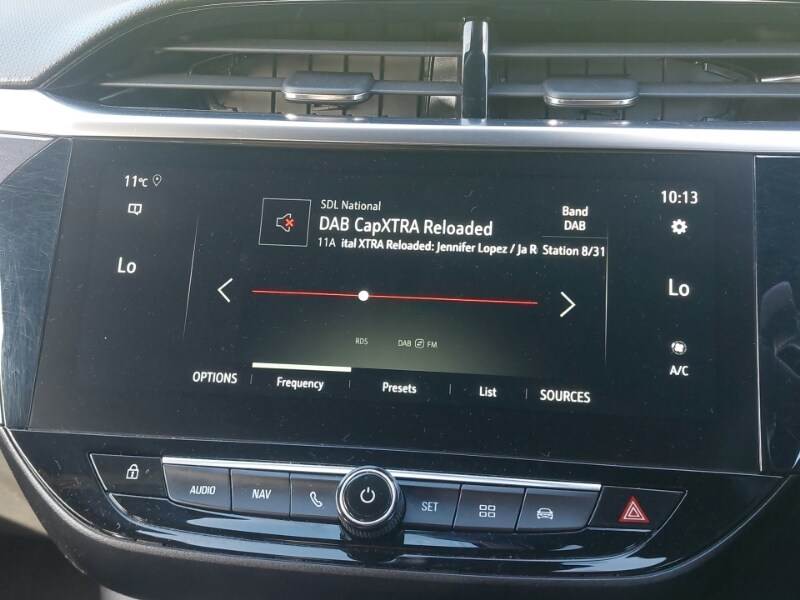 11°C
10:13
SDL National
DAB CapXTRA Reloaded
Band
DAB
11A ital XTRA Reloaded: Jennifer Lopez / Ja R Station 8/31
Lo
Lo
RDS DAB FM
A/C
OPTIONS Frequency Presets List SOURCES
AUDIO NAV SET